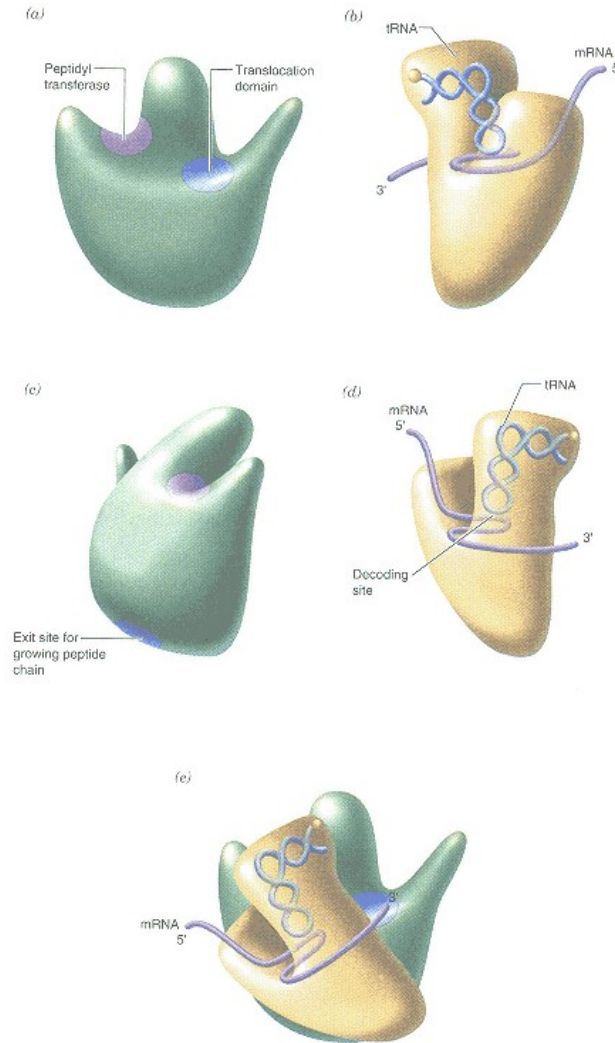 (a)
Peptidyl
transferase
Translocation
domain
(b)
tRNA
mRNA
5'
3'
(c)
Exit site for
growing peptide
chain
(d)
tRNA
mRNA
5'
3'
Decoding
site
(e)
3'
mRNA
5'